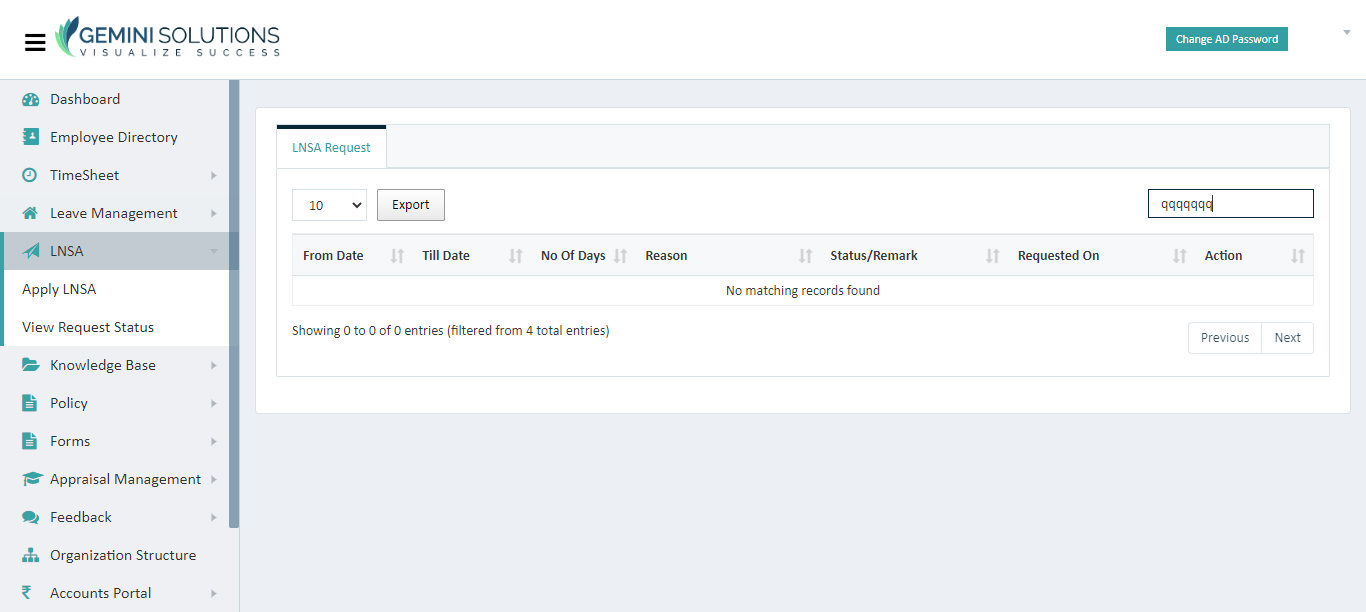 GEMINI SOLUTIONS
VISUALIZE SUCCESS
Change AD Password
Dashboard
Employee Directory
TimeSheet
Leave Management
LNSA
Apply LNSA
View Request Status
Knowledge Base
Policy
Forms
Appraisal Management
Feedback
Organization Structure
₹ Accounts Portal
LNSA Request
10 Export qqqqqqq
From Date Till Date No Of Days Reason Status/Remark Requested On Action
No matching records found
Showing 0 to 0 of 0 entries (filtered from 4 total entries)
Previous Next